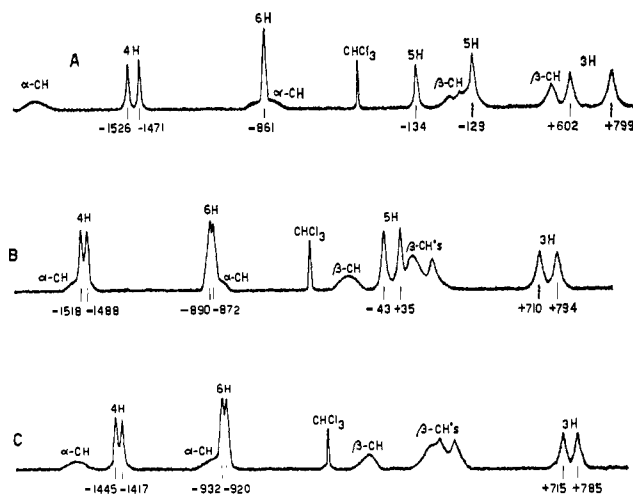 A
α-CH
4H
6H
α-CH
CHCl3
5H
β-CH
5H
β-CH
3H
-1526 -1471 -861 -134 -129 +602 +799
B
α-CH
4H
6H
α-CH
CHCl3
β-CH
5H
β-CH's
3H
-1518 -1488 -890 -872 -43 +35 +710 +794
C
α-CH
4H
α-CH
6H
CHCl3
β-CH
β-CH's
3H
-1445 -1417 -932 -920 +715 +785